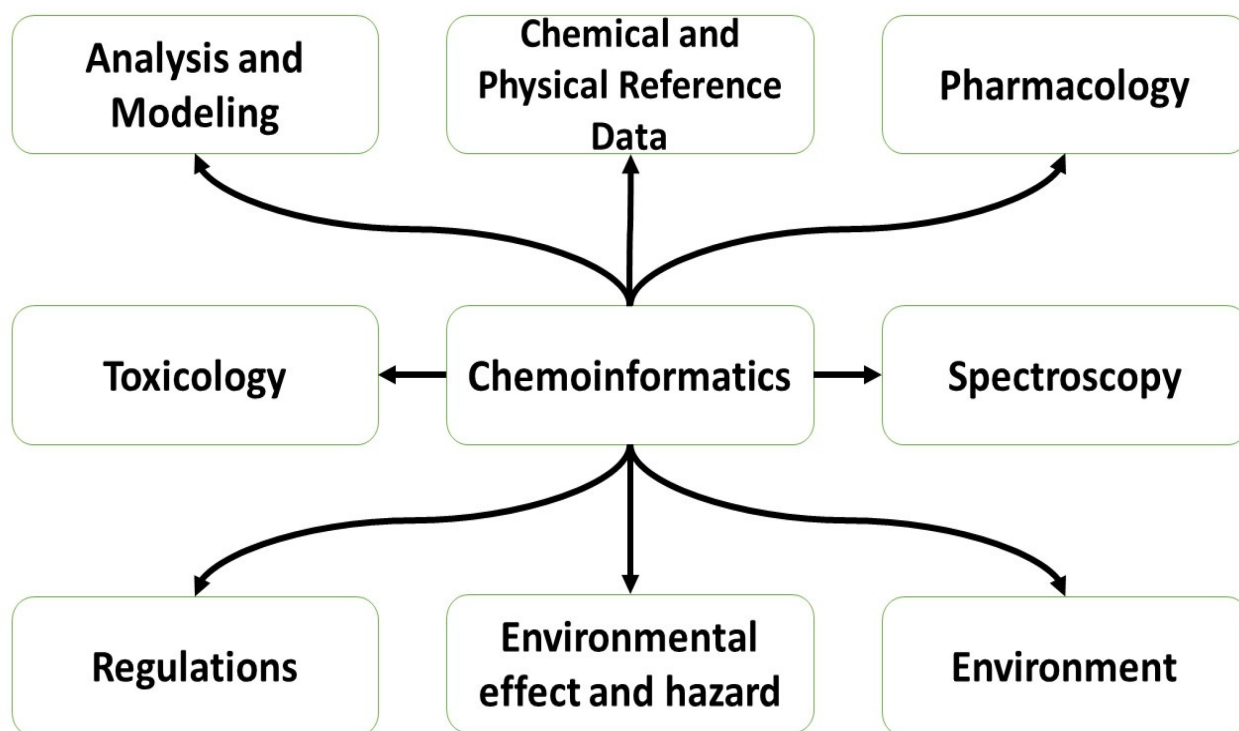 Analysis and
Modeling
Chemical and
Physical Reference
Data
Pharmacology
Toxicology
Chemoinformatics
Spectroscopy
Regulations
Environmental
effect and hazard
Environment